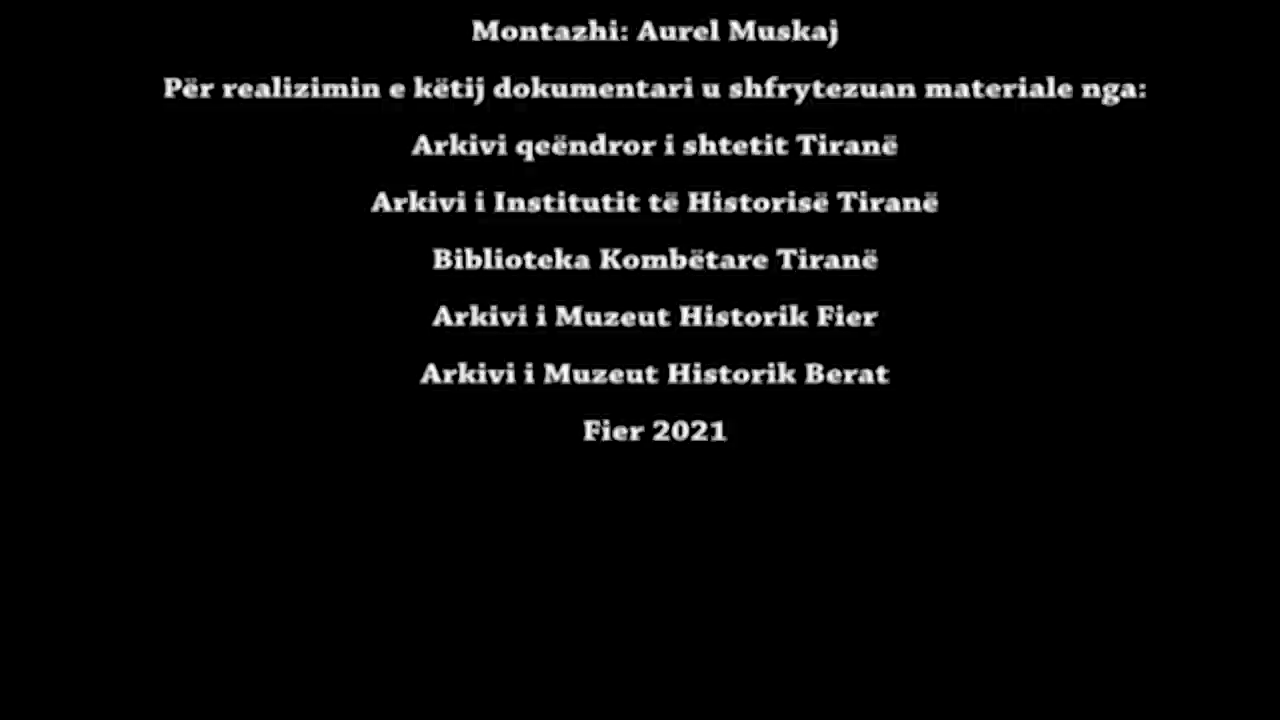 Montazhi: Aurel Muskaj
Për realizimin e këtij dokumentari u shfrytezuan materiale nga:
Arkivi qeëndror i shtetit Tiranë
Arkivi i Institutit të Historisë Tiranë
Biblioteka Kombëtare Tiranë
Arkivi i Muzeut Historik Fier
Arkivi i Muzeut Historik Berat
Fier 2021